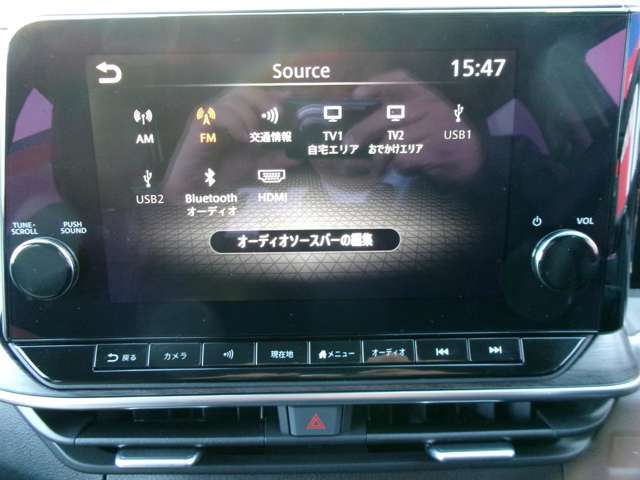 Source 15:47
AM FM 交通情報 TV1 TV2 USB1
自宅エリア おでかけエリア
USB2 Bluetooth HDMI
オーディオ
オーディオソースバーの編集
TUNE・ PUSH VOL
SCROLL SOUND
戻る カメラ 現在地 メニュー オーディオ